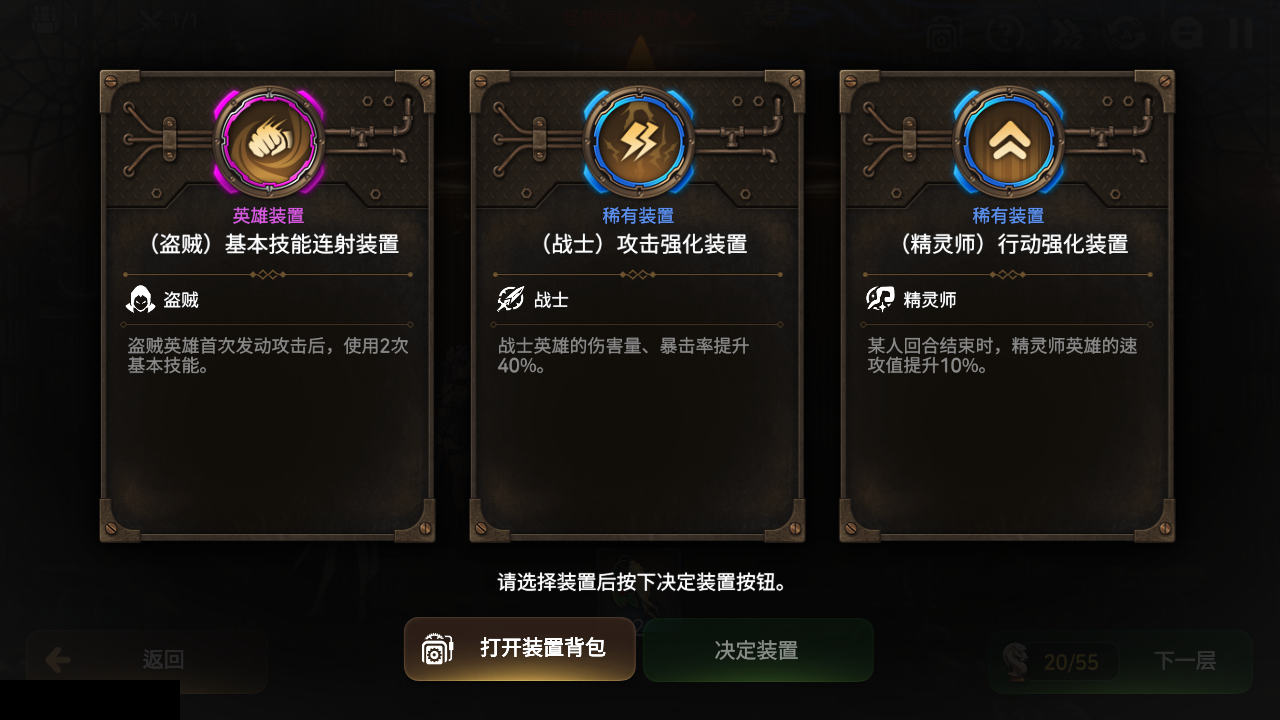 1/1
英雄装置
（盗贼）基本技能连射装置
盗贼
盗贼英雄首次发动攻击后，使用2次
基本技能。
稀有装置
（战士）攻击强化装置
战士
战士英雄的伤害量、暴击率提升
40%。
稀有装置
（精灵师）行动强化装置
精灵师
某人回合结束时，精灵师英雄的速
攻值提升10%。
请选择装置后按下决定装置按钮。
返回
打开装置背包
决定装置
20/55
下一层